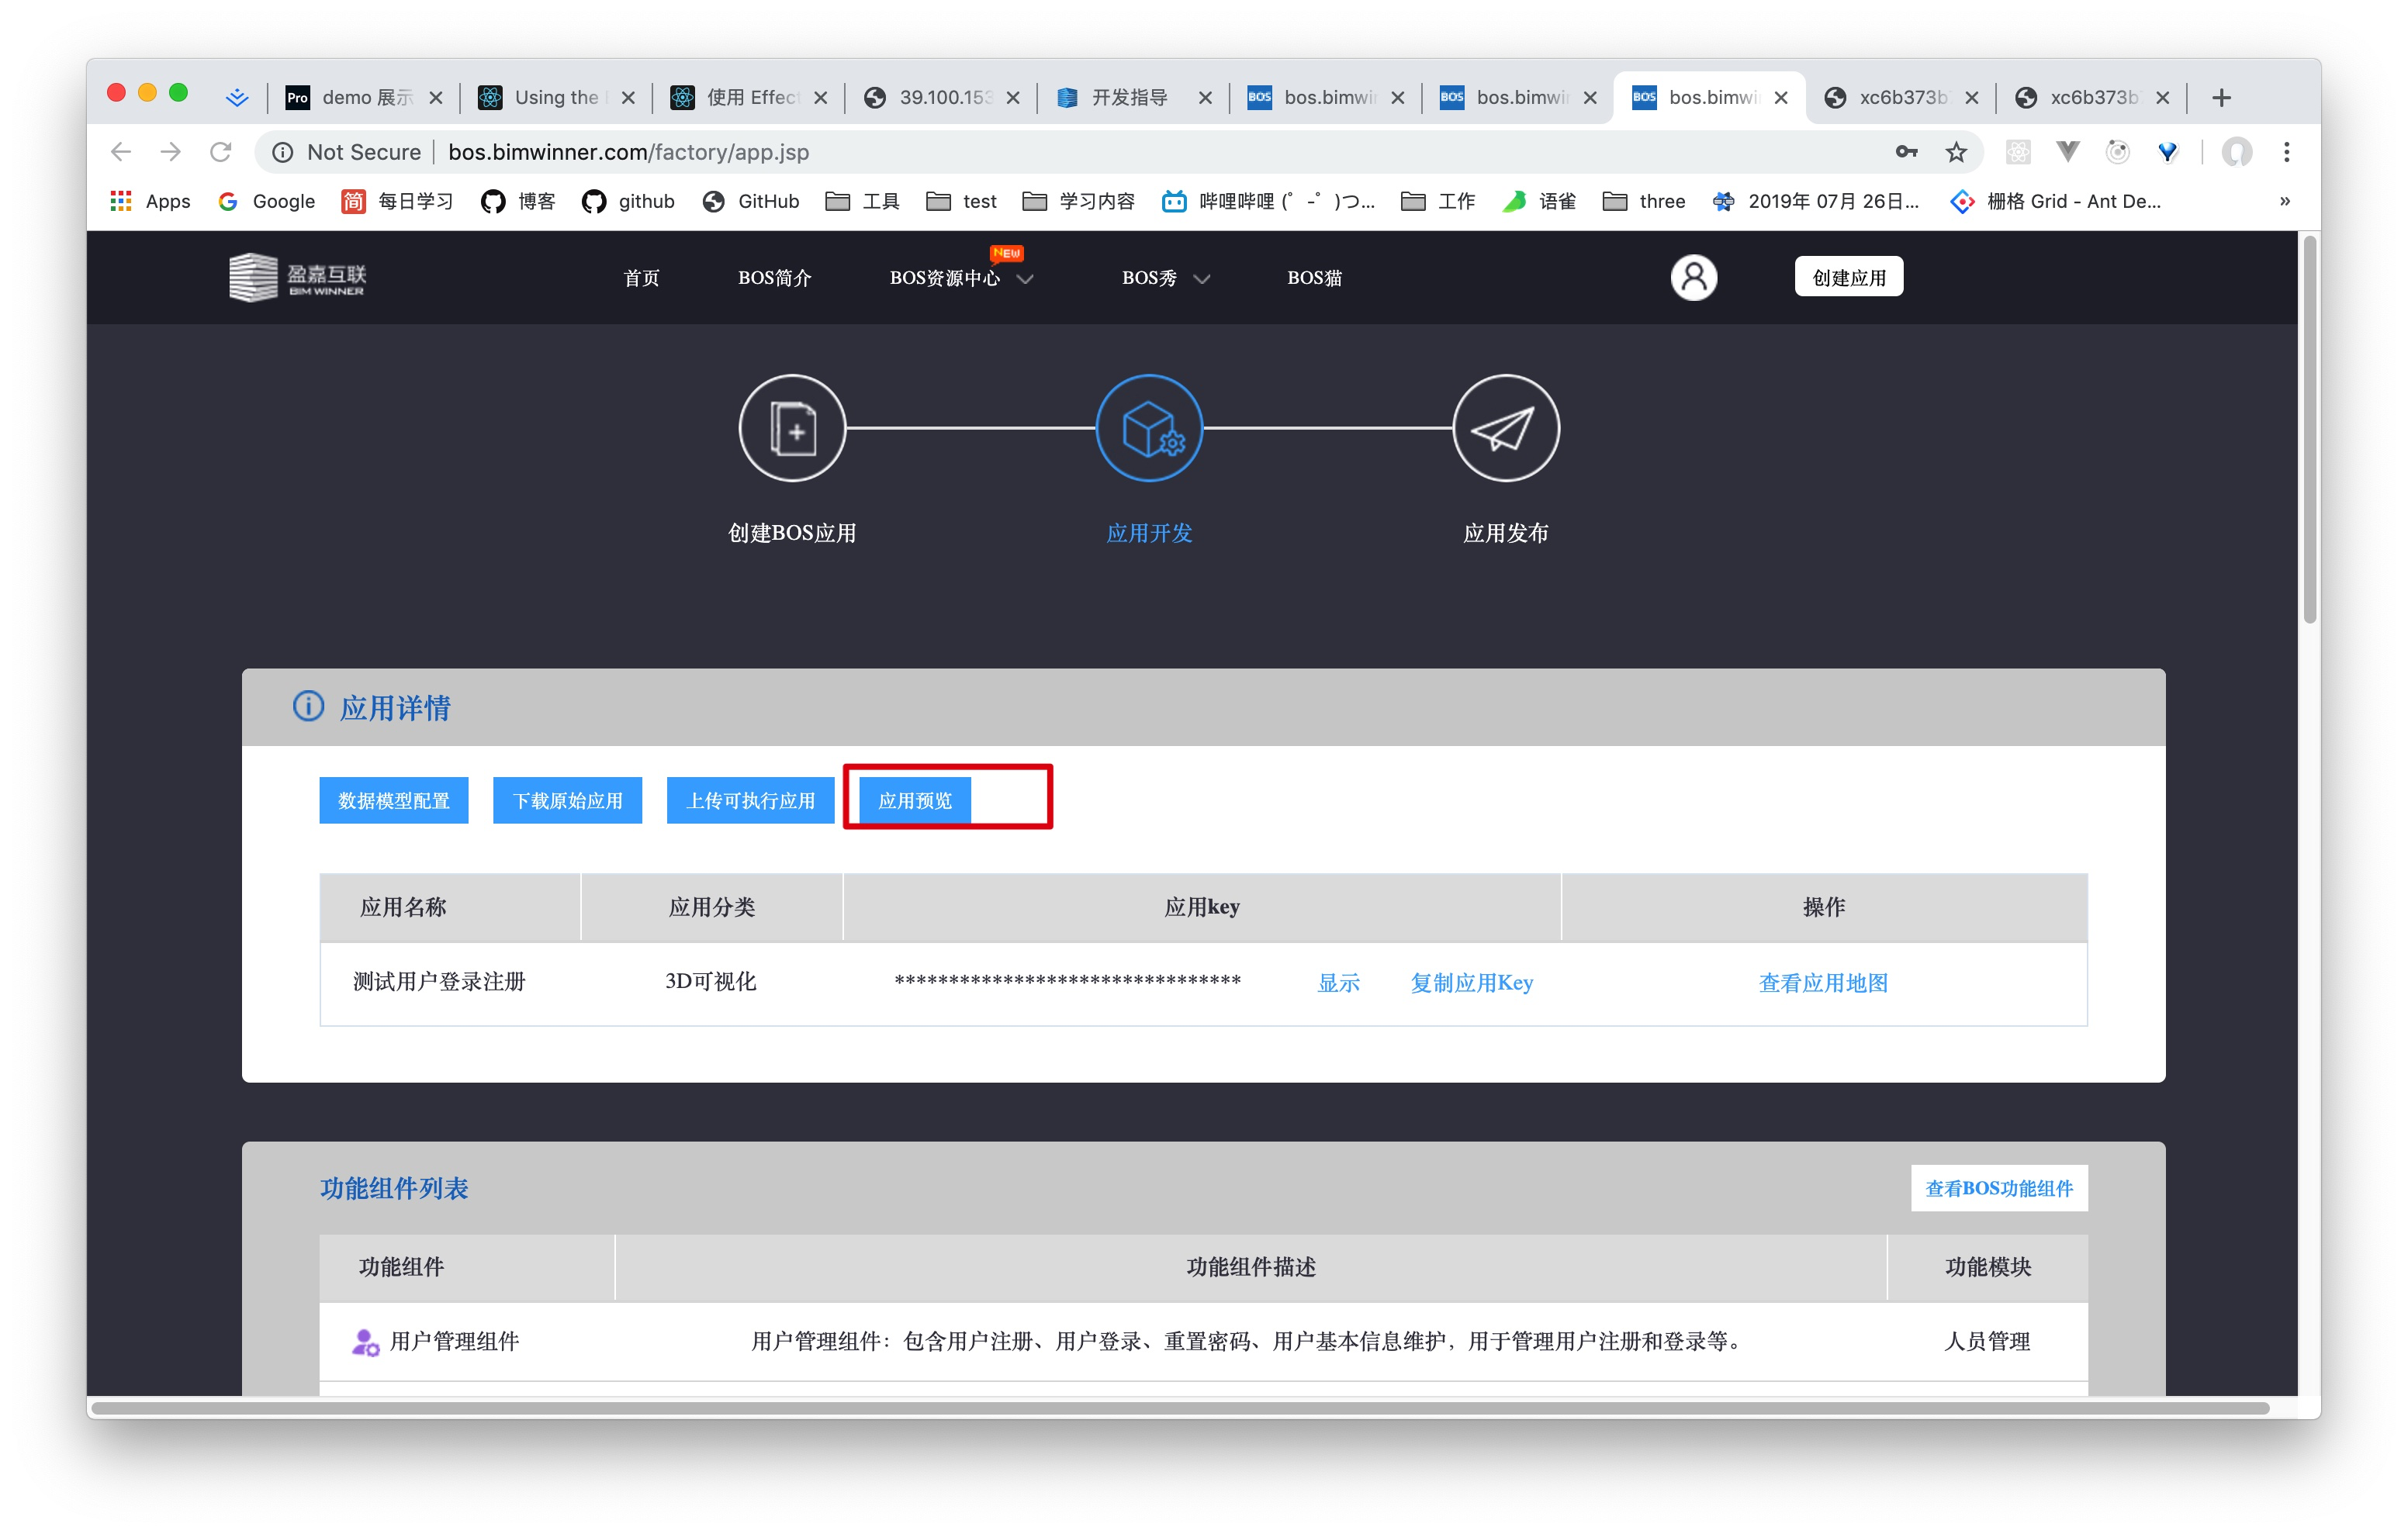 Pro demo 展示
Using the
使用 Effec
39.100.153
开发指导
BOS bos.bimwi
BOS bos.bimwi
BOS bos.bimwi
xc6b373b
xc6b373b
Not Secure bos.bimwinner.com/factory/app.jsp
Apps Google 简 每日学习 博客 github GitHub 工具 test 学习内容 哔哩哔哩 (゜-゜)つ... 工作 语雀 three 2019年 07月 26日... 栅格 Grid - Ant De... »
盈嘉互联
BIM WINNER
首页 BOS简介 BOS资源中心 NEW BOS秀 BOS猫 创建应用
创建BOS应用 应用开发 应用发布
应用详情
数据模型配置 下载原始应用 上传可执行应用 应用预览
应用名称 应用分类 应用key 操作
测试用户登录注册 3D可视化 ******************************** 显示 复制应用Key 查看应用地图
功能组件列表 查看BOS功能组件
功能组件 功能组件描述 功能模块
用户管理组件 用户管理组件：包含用户注册、用户登录、重置密码、用户基本信息维护，用于管理用户注册和登录等。 人员管理